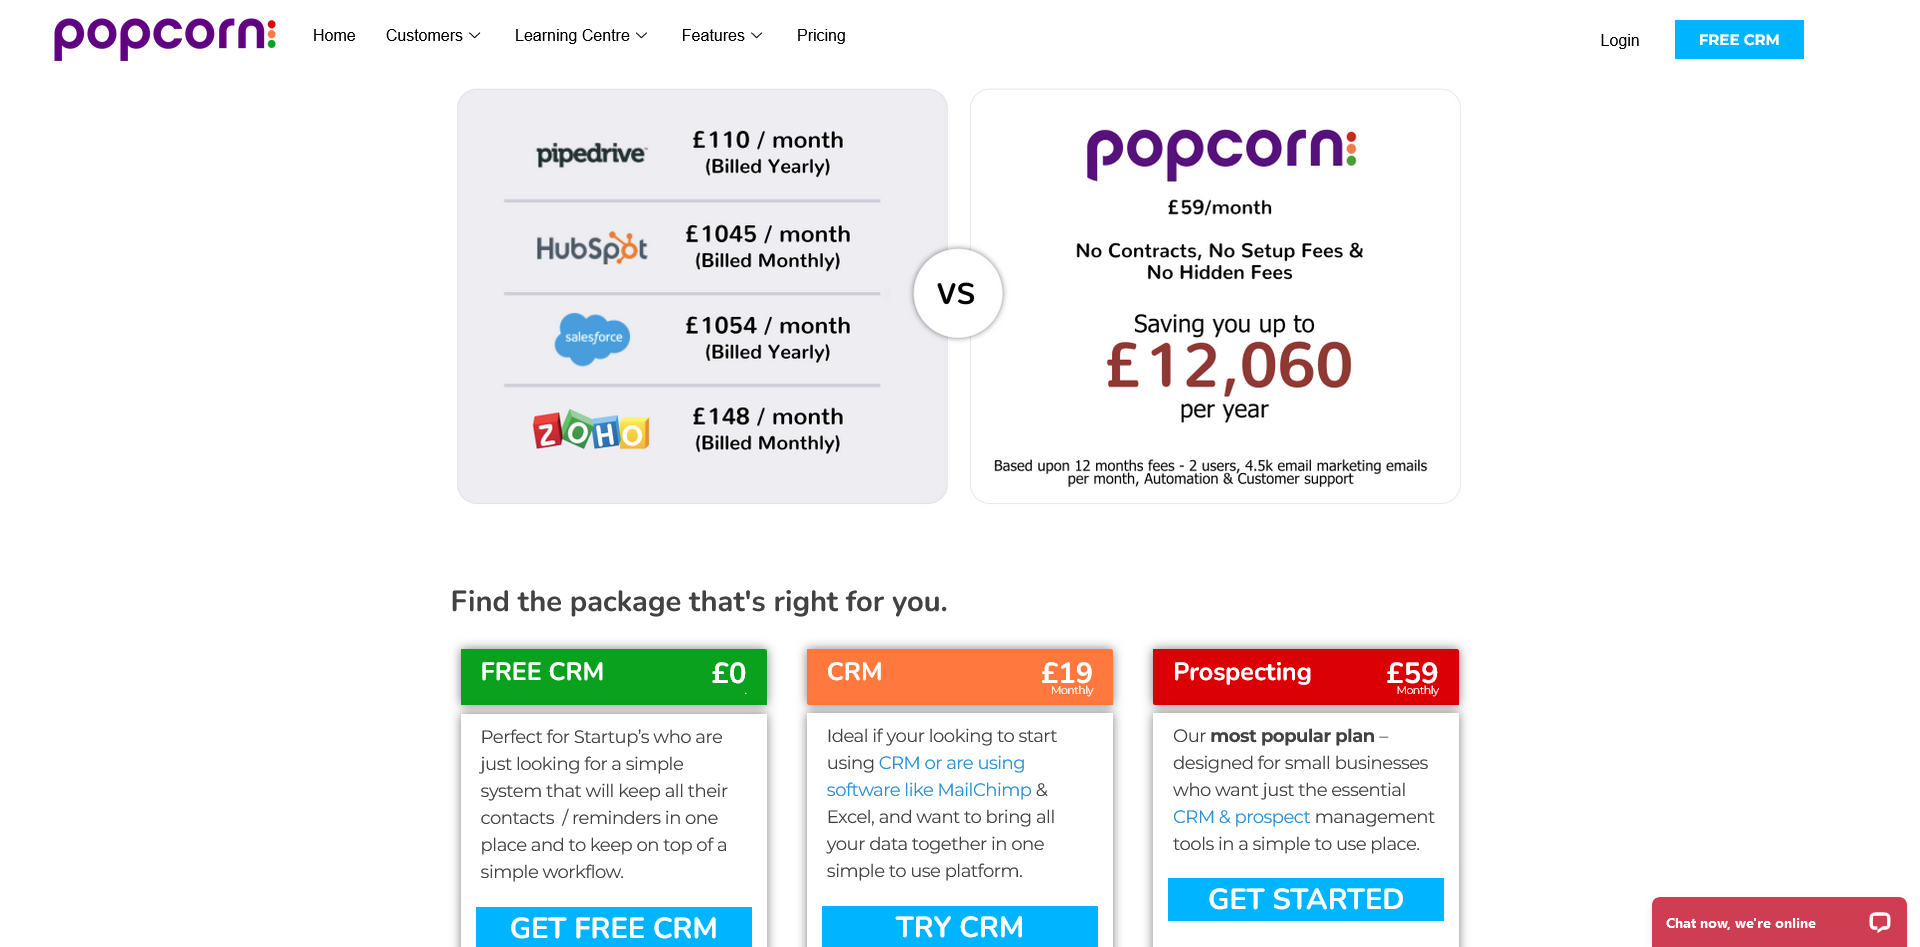 popcorn
Home
Customers
Learning Centre
Features
Pricing
Login
FREE CRM
pipedrive
£110 / month
(Billed Yearly)
HubSpot
£1045 / month
(Billed Monthly)
salesforce
£1054 / month
(Billed Yearly)
ZOHO
£148 / month
(Billed Monthly)
VS
popcorn
£59/month
No Contracts, No Setup Fees &
No Hidden Fees
Saving you up to
£12,060
per year
Based upon 12 months fees - 2 users, 4.5k email marketing emails
per month, Automation & Customer support
Find the package that's right for you.
FREE CRM £0
.
Perfect for Startup’s who are
just looking for a simple
system that will keep all their
contacts / reminders in one
place and to keep on top of a
simple workflow.
GET FREE CRM
CRM £19
Monthly
Ideal if your looking to start
using CRM or are using
software like MailChimp &
Excel, and want to bring all
your data together in one
simple to use platform.
TRY CRM
Prospecting £59
Monthly
Our most popular plan –
designed for small businesses
who want just the essential
CRM & prospect management
tools in a simple to use place.
GET STARTED
Chat now, we're online